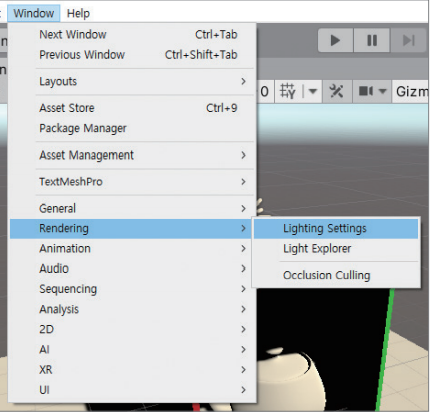 Window Help
Next Window Ctrl+Tab
Previous Window Ctrl+Shift+Tab
Layouts >
0 Gizm
Asset Store Ctrl+9
Package Manager
Asset Management >
TextMeshPro >
General >
Rendering > Lighting Settings
Animation > Light Explorer
Audio >
Occlusion Culling
Sequencing >
Analysis >
2D >
AI >
XR >
UI >